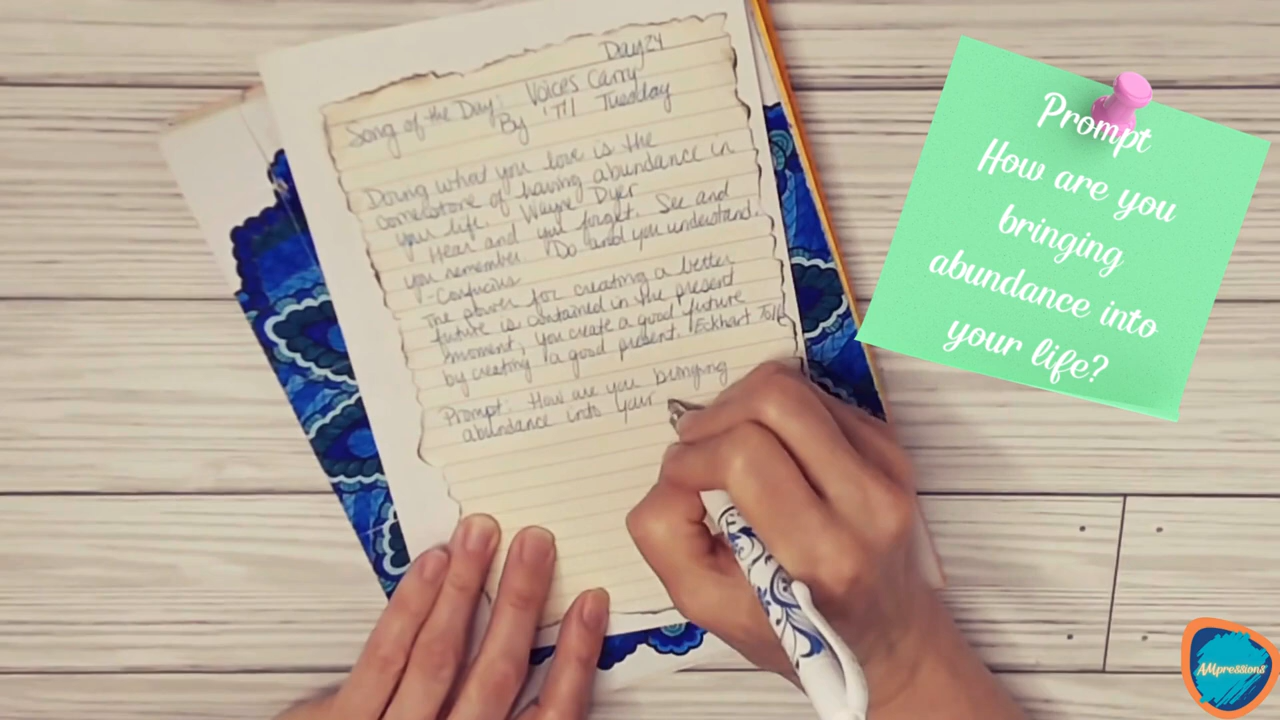 Day 24
Song of the Day: Voices Carry
By 'Til Tuesday
Doing what you love is the
cornerstone of having abundance in
your life. Wayne Dyer
Hear and you forget. See and
you remember. Do and you understand.
-Confucius
The power for creating a better
future is contained in the present
moment; you create a good future
by creating a good present. Eckhart Tolle
Prompt: How are you bringing
abundance into your
Prompt
How are you
bringing
abundance into
your life?
AMpressions